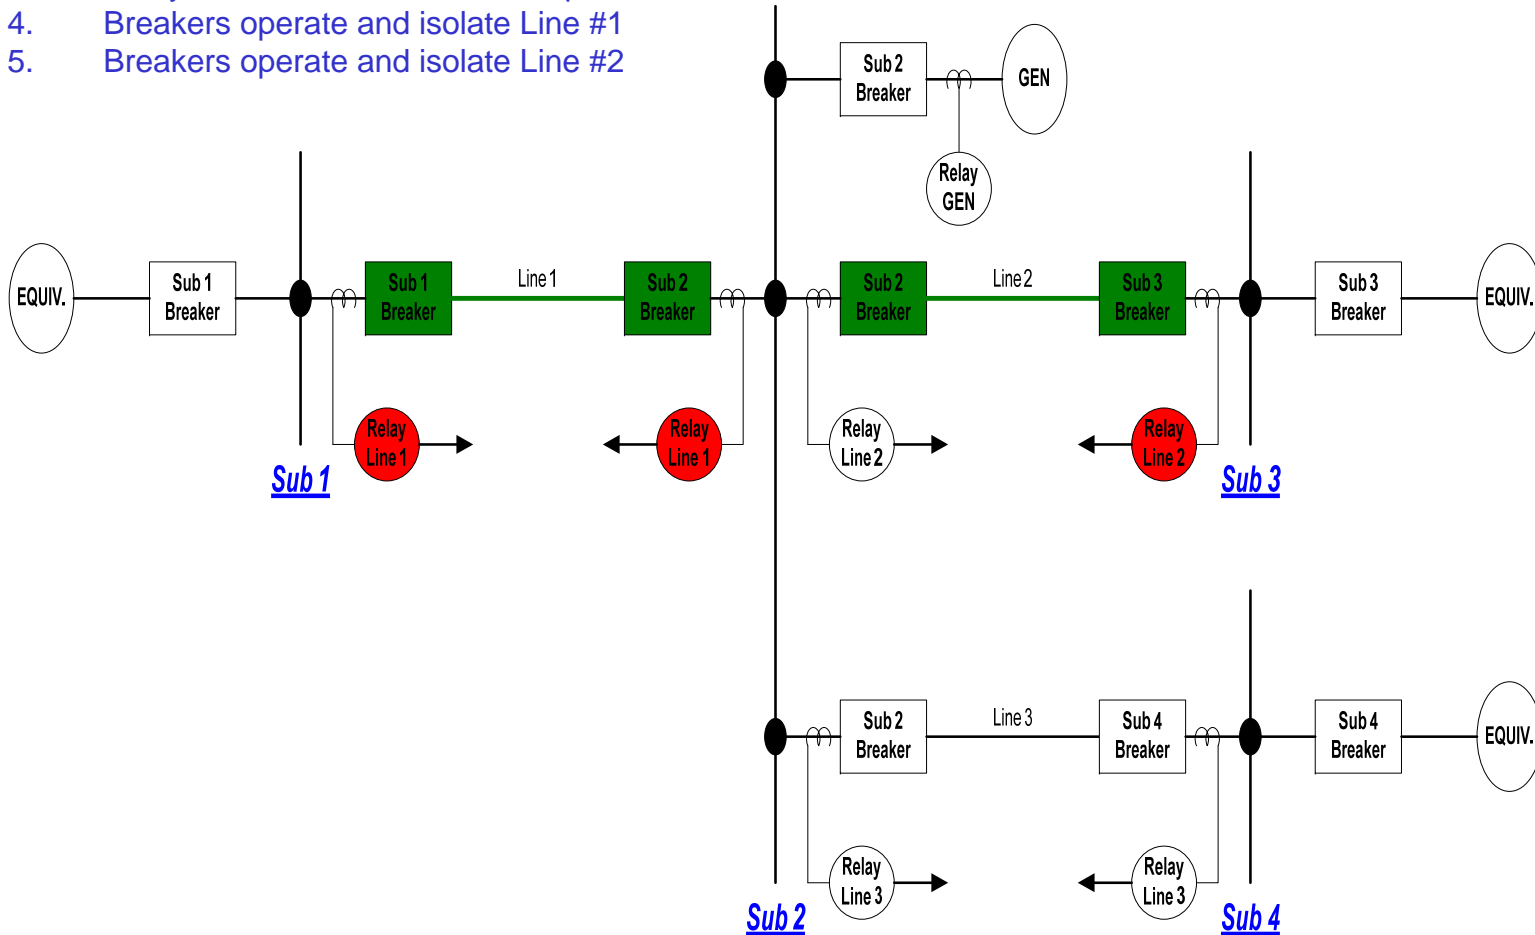 4. Breakers operate and isolate Line #1
5. Breakers operate and isolate Line #2
Sub 2
Breaker
GEN
Relay
GEN
EQUIV.
Sub 1
Breaker
Sub 1
Breaker
Line 1
Sub 2
Breaker
Sub 2
Breaker
Line 2
Sub 3
Breaker
Sub 3
Breaker
EQUIV.
Relay
Line 1
Relay
Line 1
Relay
Line 2
Relay
Line 2
Sub 1
Sub 3
Sub 2
Breaker
Line 3
Sub 4
Breaker
Sub 4
Breaker
EQUIV.
Relay
Line 3
Relay
Line 3
Sub 2
Sub 4